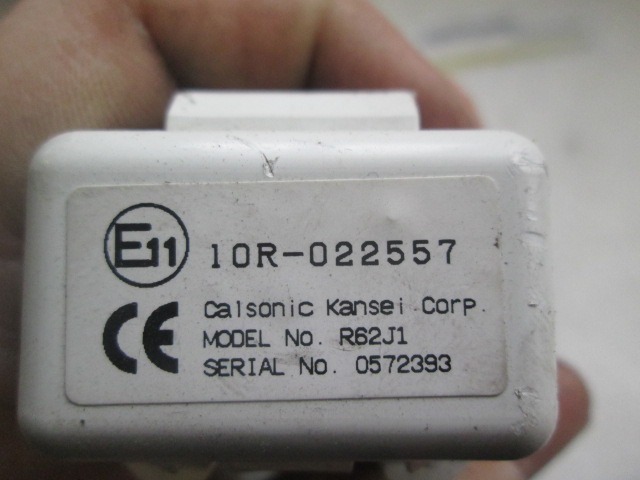 E11 10R-022557
CE Calsonic Kansei Corp.
MODEL No. R62J1
SERIAL No. 0572393